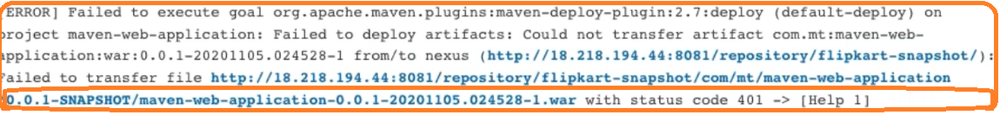 [ERROR] Failed to execute goal org.apache.maven.plugins:maven-deploy-plugin:2.7:deploy (default-deploy) on
project maven-web-application: Failed to deploy artifacts: Could not transfer artifact com.mt:maven-web-
application:war:0.0.1-20201105.024528-1 from/to nexus (http://18.218.194.44:8081/repository/flipkart-snapshot/):
Failed to transfer file http://18.218.194.44:8081/repository/flipkart-snapshot/com/mt/maven-web-application
0.0.1-SNAPSHOT/maven-web-application-0.0.1-20201105.024528-1.war with status code 401 -> [Help 1]